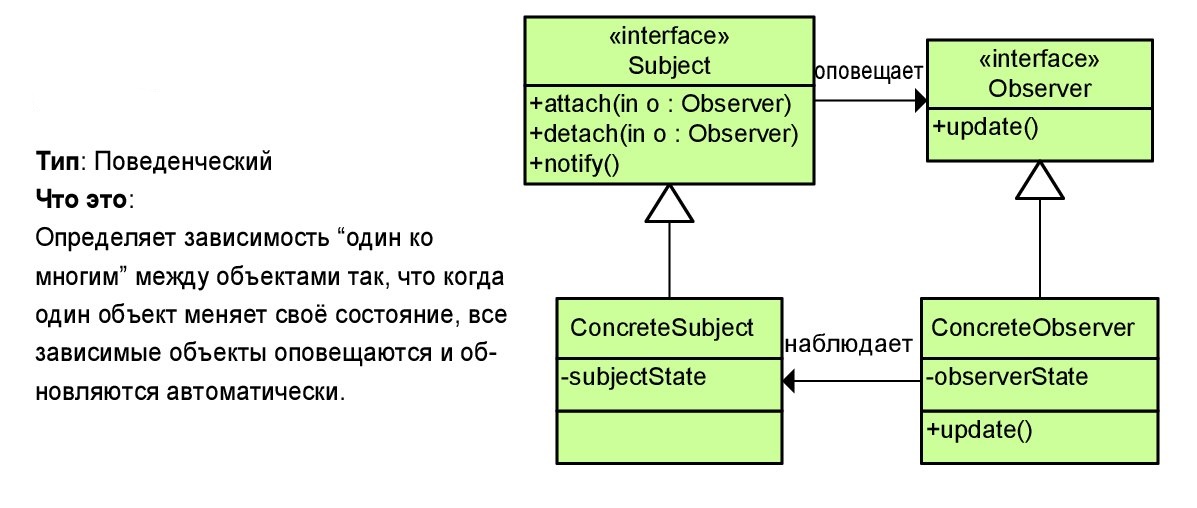 Тип: Поведенческий
Что это:
Определяет зависимость “один ко
многим” между объектами так, что когда
один объект меняет своё состояние, все
зависимые объекты оповещаются и об-
новляются автоматически.
«interface»
Subject
+attach(in o : Observer)
+detach(in o : Observer)
+notify()
оповещает
«interface»
Observer
+update()
ConcreteSubject
-subjectState
наблюдает
ConcreteObserver
-observerState
+update()